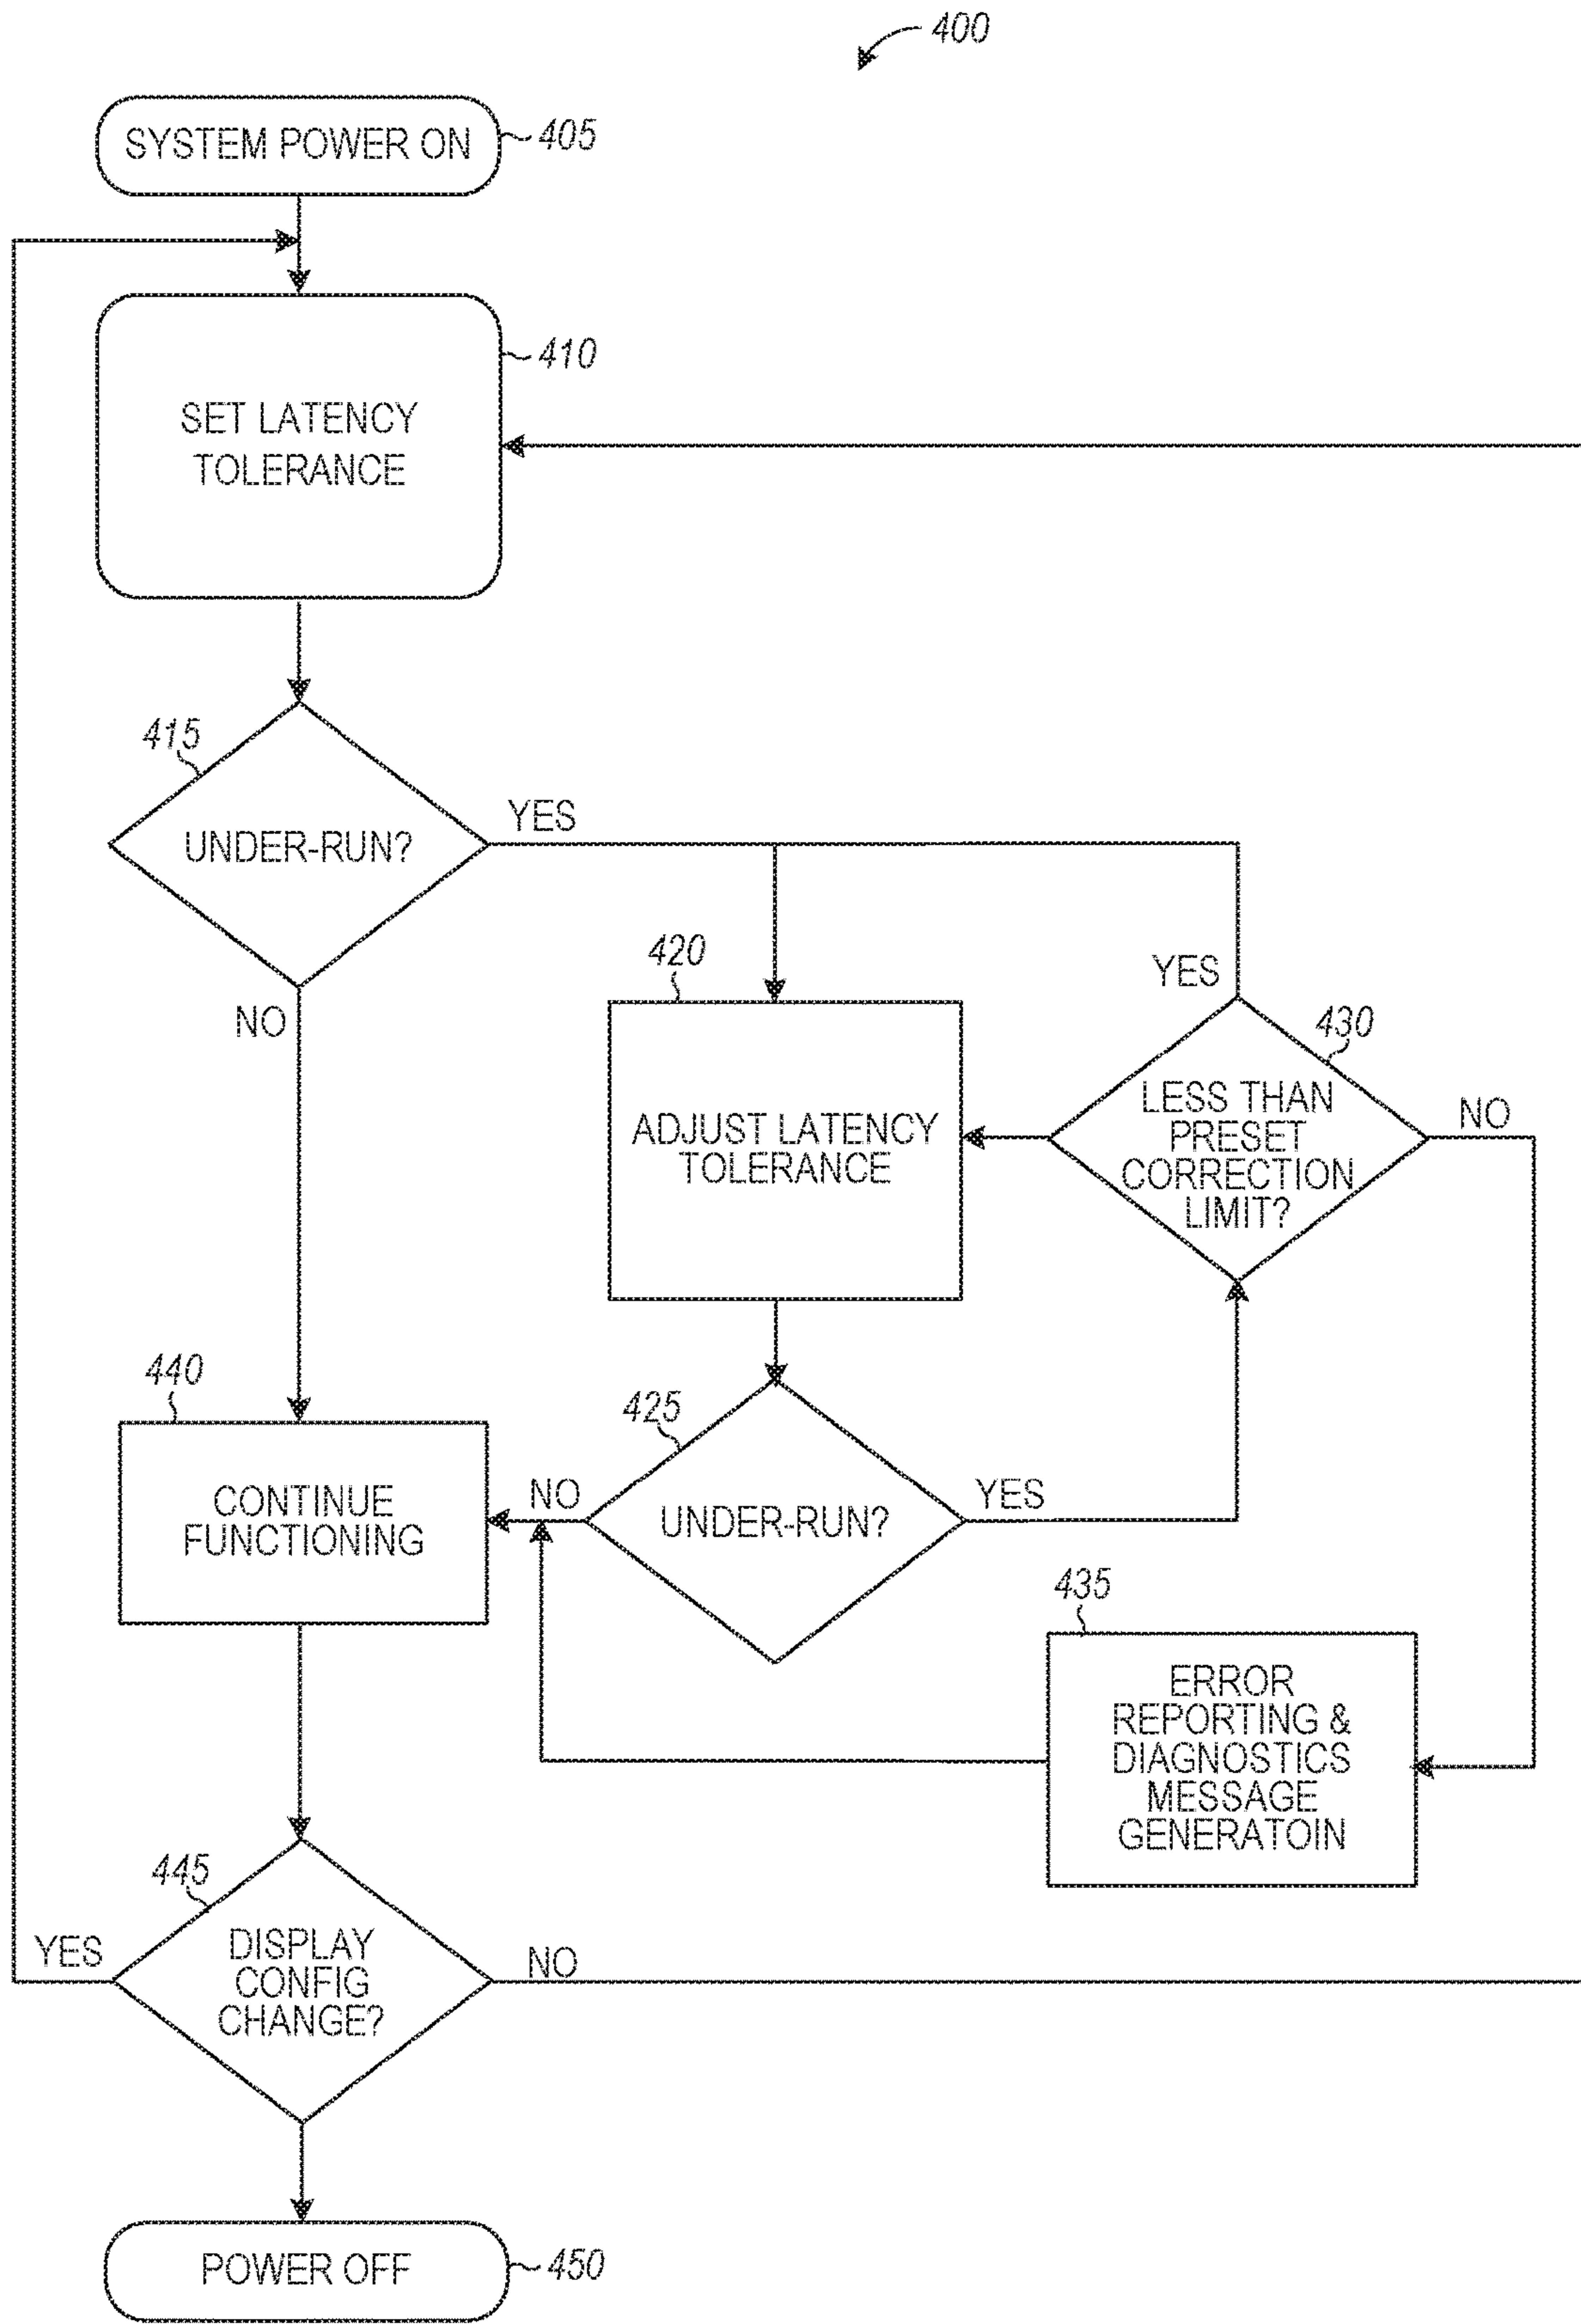 400
SYSTEM POWER ON
405
410
SET LATENCY
TOLERANCE
415
UNDER-RUN?
YES
NO
420
ADJUST LATENCY
TOLERANCE
YES
430
LESS THAN
PRESET
CORRECTION
LIMIT?
NO
425
UNDER-RUN?
NO
YES
440
CONTINUE
FUNCTIONING
435
ERROR
REPORTING &
DIAGNOSTICS
MESSAGE
GENERATOIN
445
DISPLAY
CONFIG
CHANGE?
YES
NO
POWER OFF
450